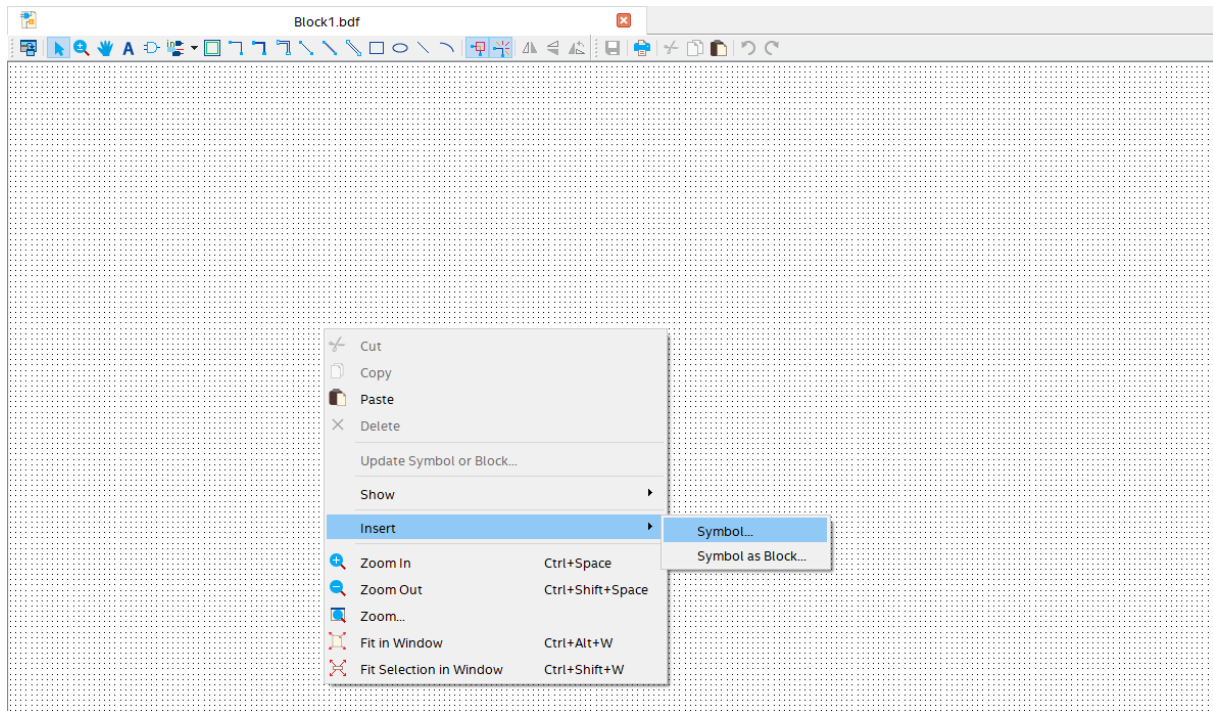 Block1.bdf
A
Cut
Copy
Paste
Delete
Update Symbol or Block...
Show
Insert
Symbol...
Symbol as Block...
Zoom In Ctrl+Space
Zoom Out Ctrl+Shift+Space
Zoom...
Fit in Window Ctrl+Alt+W
Fit Selection in Window Ctrl+Shift+W